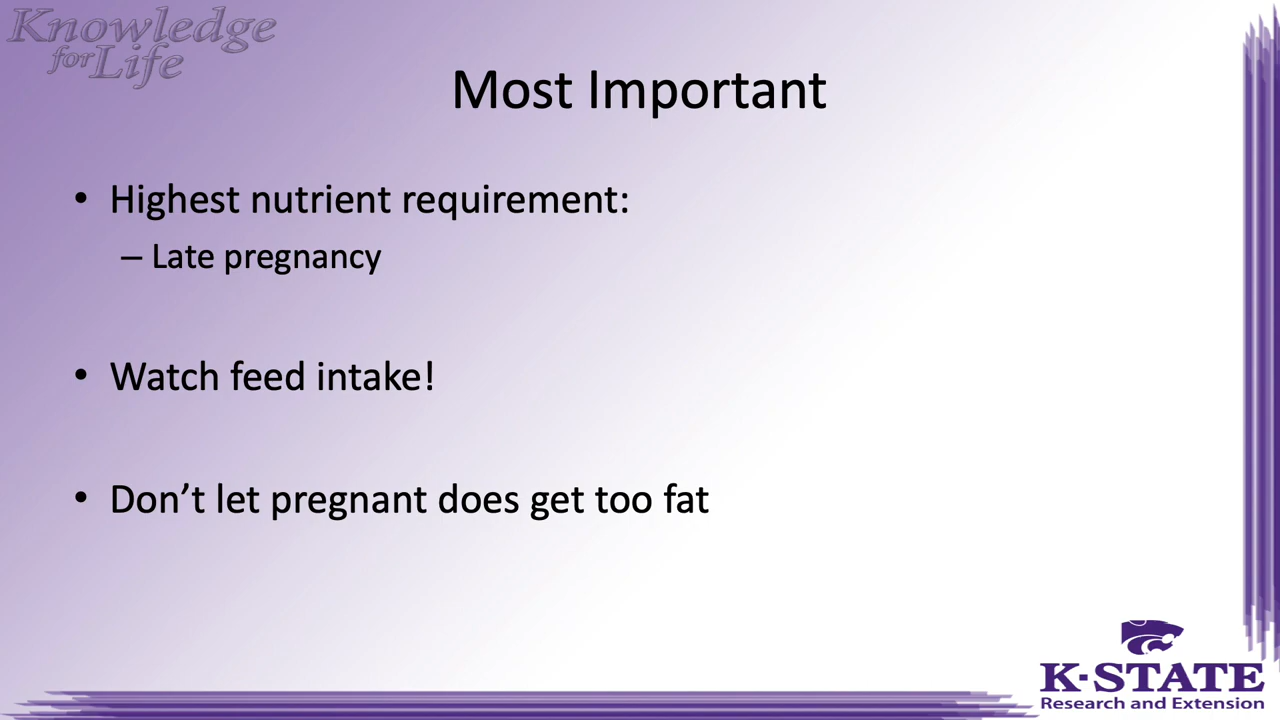 Knowledge
for Life
Most Important
• Highest nutrient requirement:
– Late pregnancy
• Watch feed intake!
• Don’t let pregnant does get too fat
K-STATE
Research and Extension